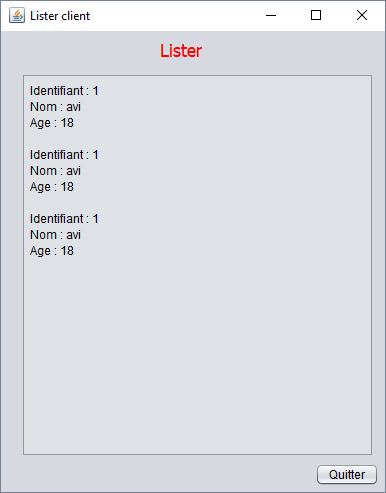 Lister client
Lister
Identifiant : 1
Nom : avi
Age : 18
Identifiant : 1
Nom : avi
Age : 18
Identifiant : 1
Nom : avi
Age : 18
Quitter